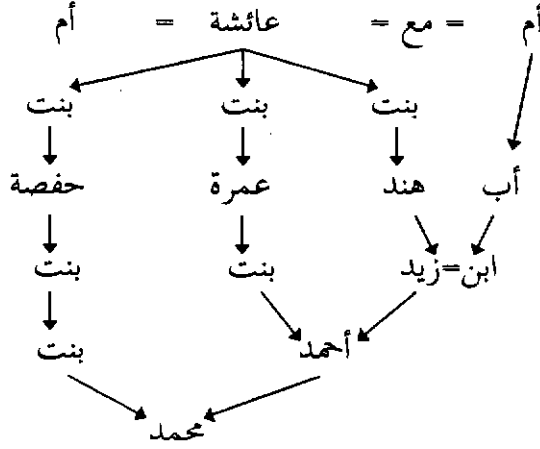 أم = مع = عائشة = أم
بنت بنت بنت
أب هند عمرة حفصة
ابن=زيد بنت بنت
أحمد بنت
محمد